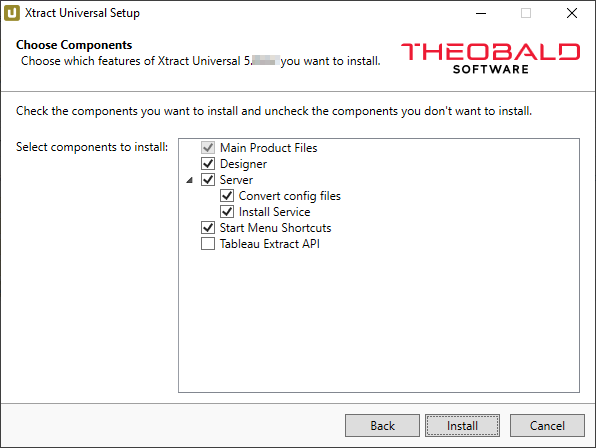 U Xtract Universal Setup
Choose Components
Choose which features of Xtract Universal 5. you want to install.
THEOBALD
SOFTWARE
Check the components you want to install and uncheck the components you don't want to install.
Select components to install:
Main Product Files
Designer
Server
Convert config files
Install Service
Start Menu Shortcuts
Tableau Extract API
Back
Install
Cancel